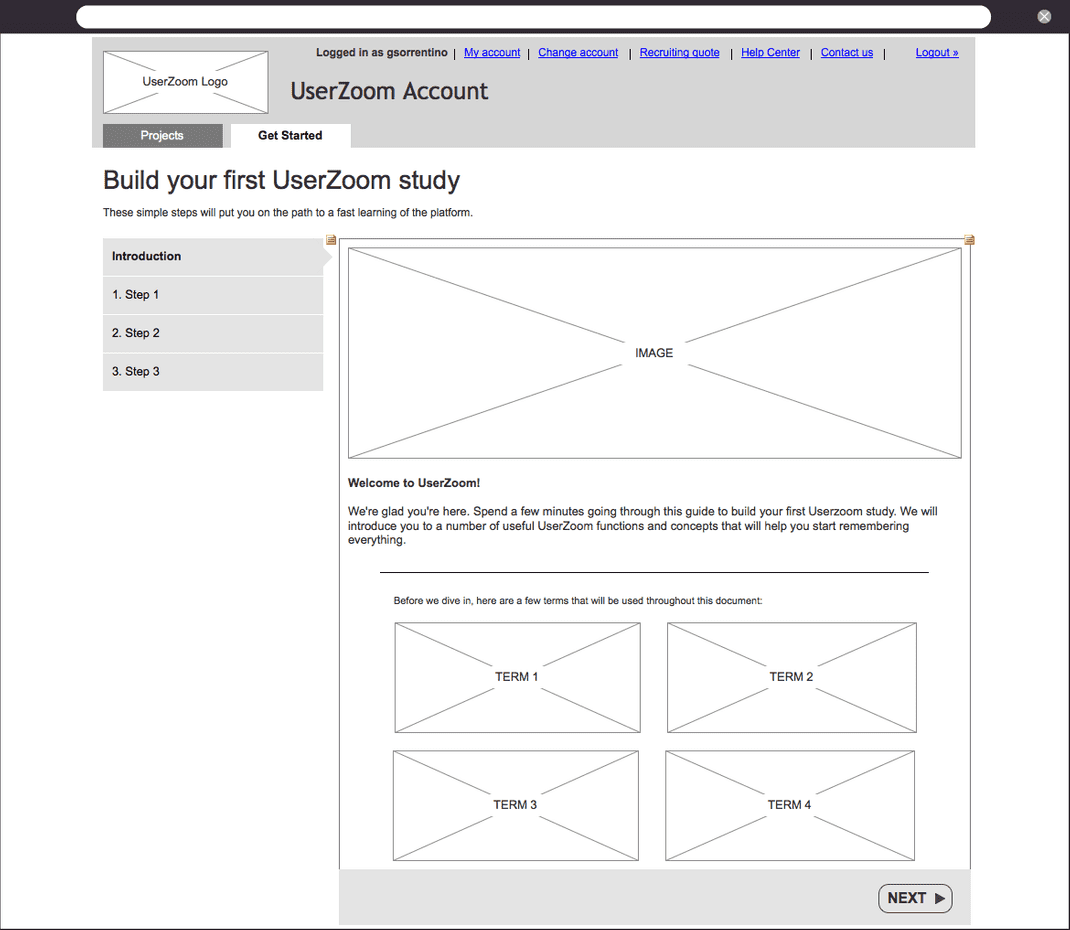 Logged in as gsorrentino | My account | Change account | Recruiting quote | Help Center | Contact us | Logout »
UserZoom Logo
UserZoom Account
Projects
Get Started
Build your first UserZoom study
These simple steps will put you on the path to a fast learning of the platform.
Introduction
1. Step 1
2. Step 2
3. Step 3
IMAGE
Welcome to UserZoom!
We're glad you're here. Spend a few minutes going through this guide to build your first Userzoom study. We will
introduce you to a number of useful UserZoom functions and concepts that will help you start remembering
everything.
Before we dive in, here are a few terms that will be used throughout this document:
TERM 1
TERM 2
TERM 3
TERM 4
NEXT